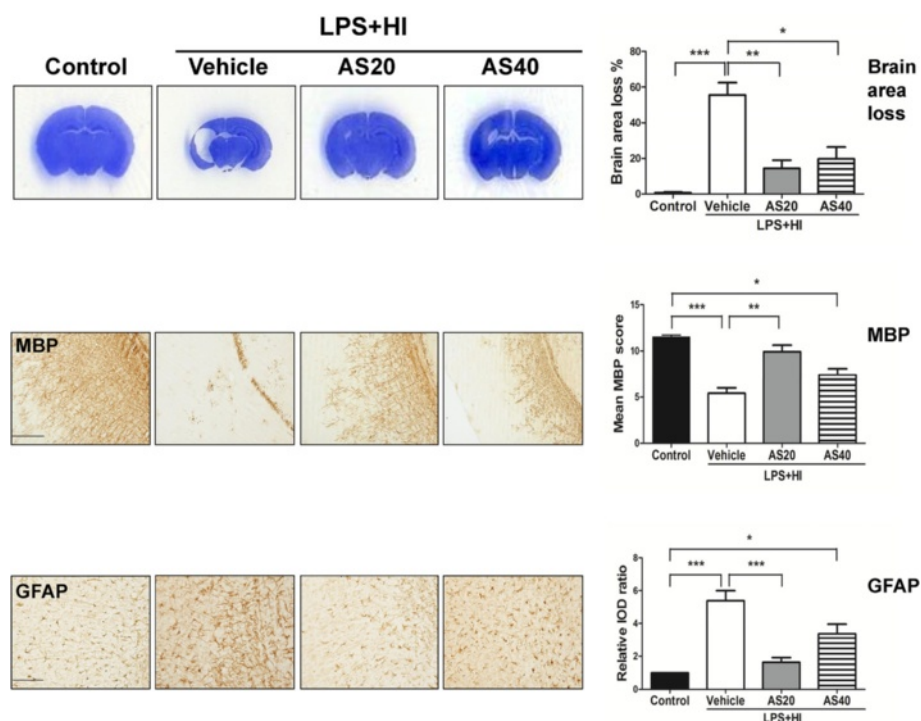 LPS+HI
Control Vehicle AS20 AS40
* 
*** **
80
60
40
20
0
Brain area loss %
Control Vehicle AS20 AS40
LPS+HI
Brain
area
loss
MBP
*
*** **
15
10
5
0
Mean MBP score
Control Vehicle AS20 AS40
LPS+HI
MBP
GFAP
*
*** ***
8
6
4
2
0
Relative IOD ratio
Control Vehicle AS20 AS40
LPS+HI
GFAP